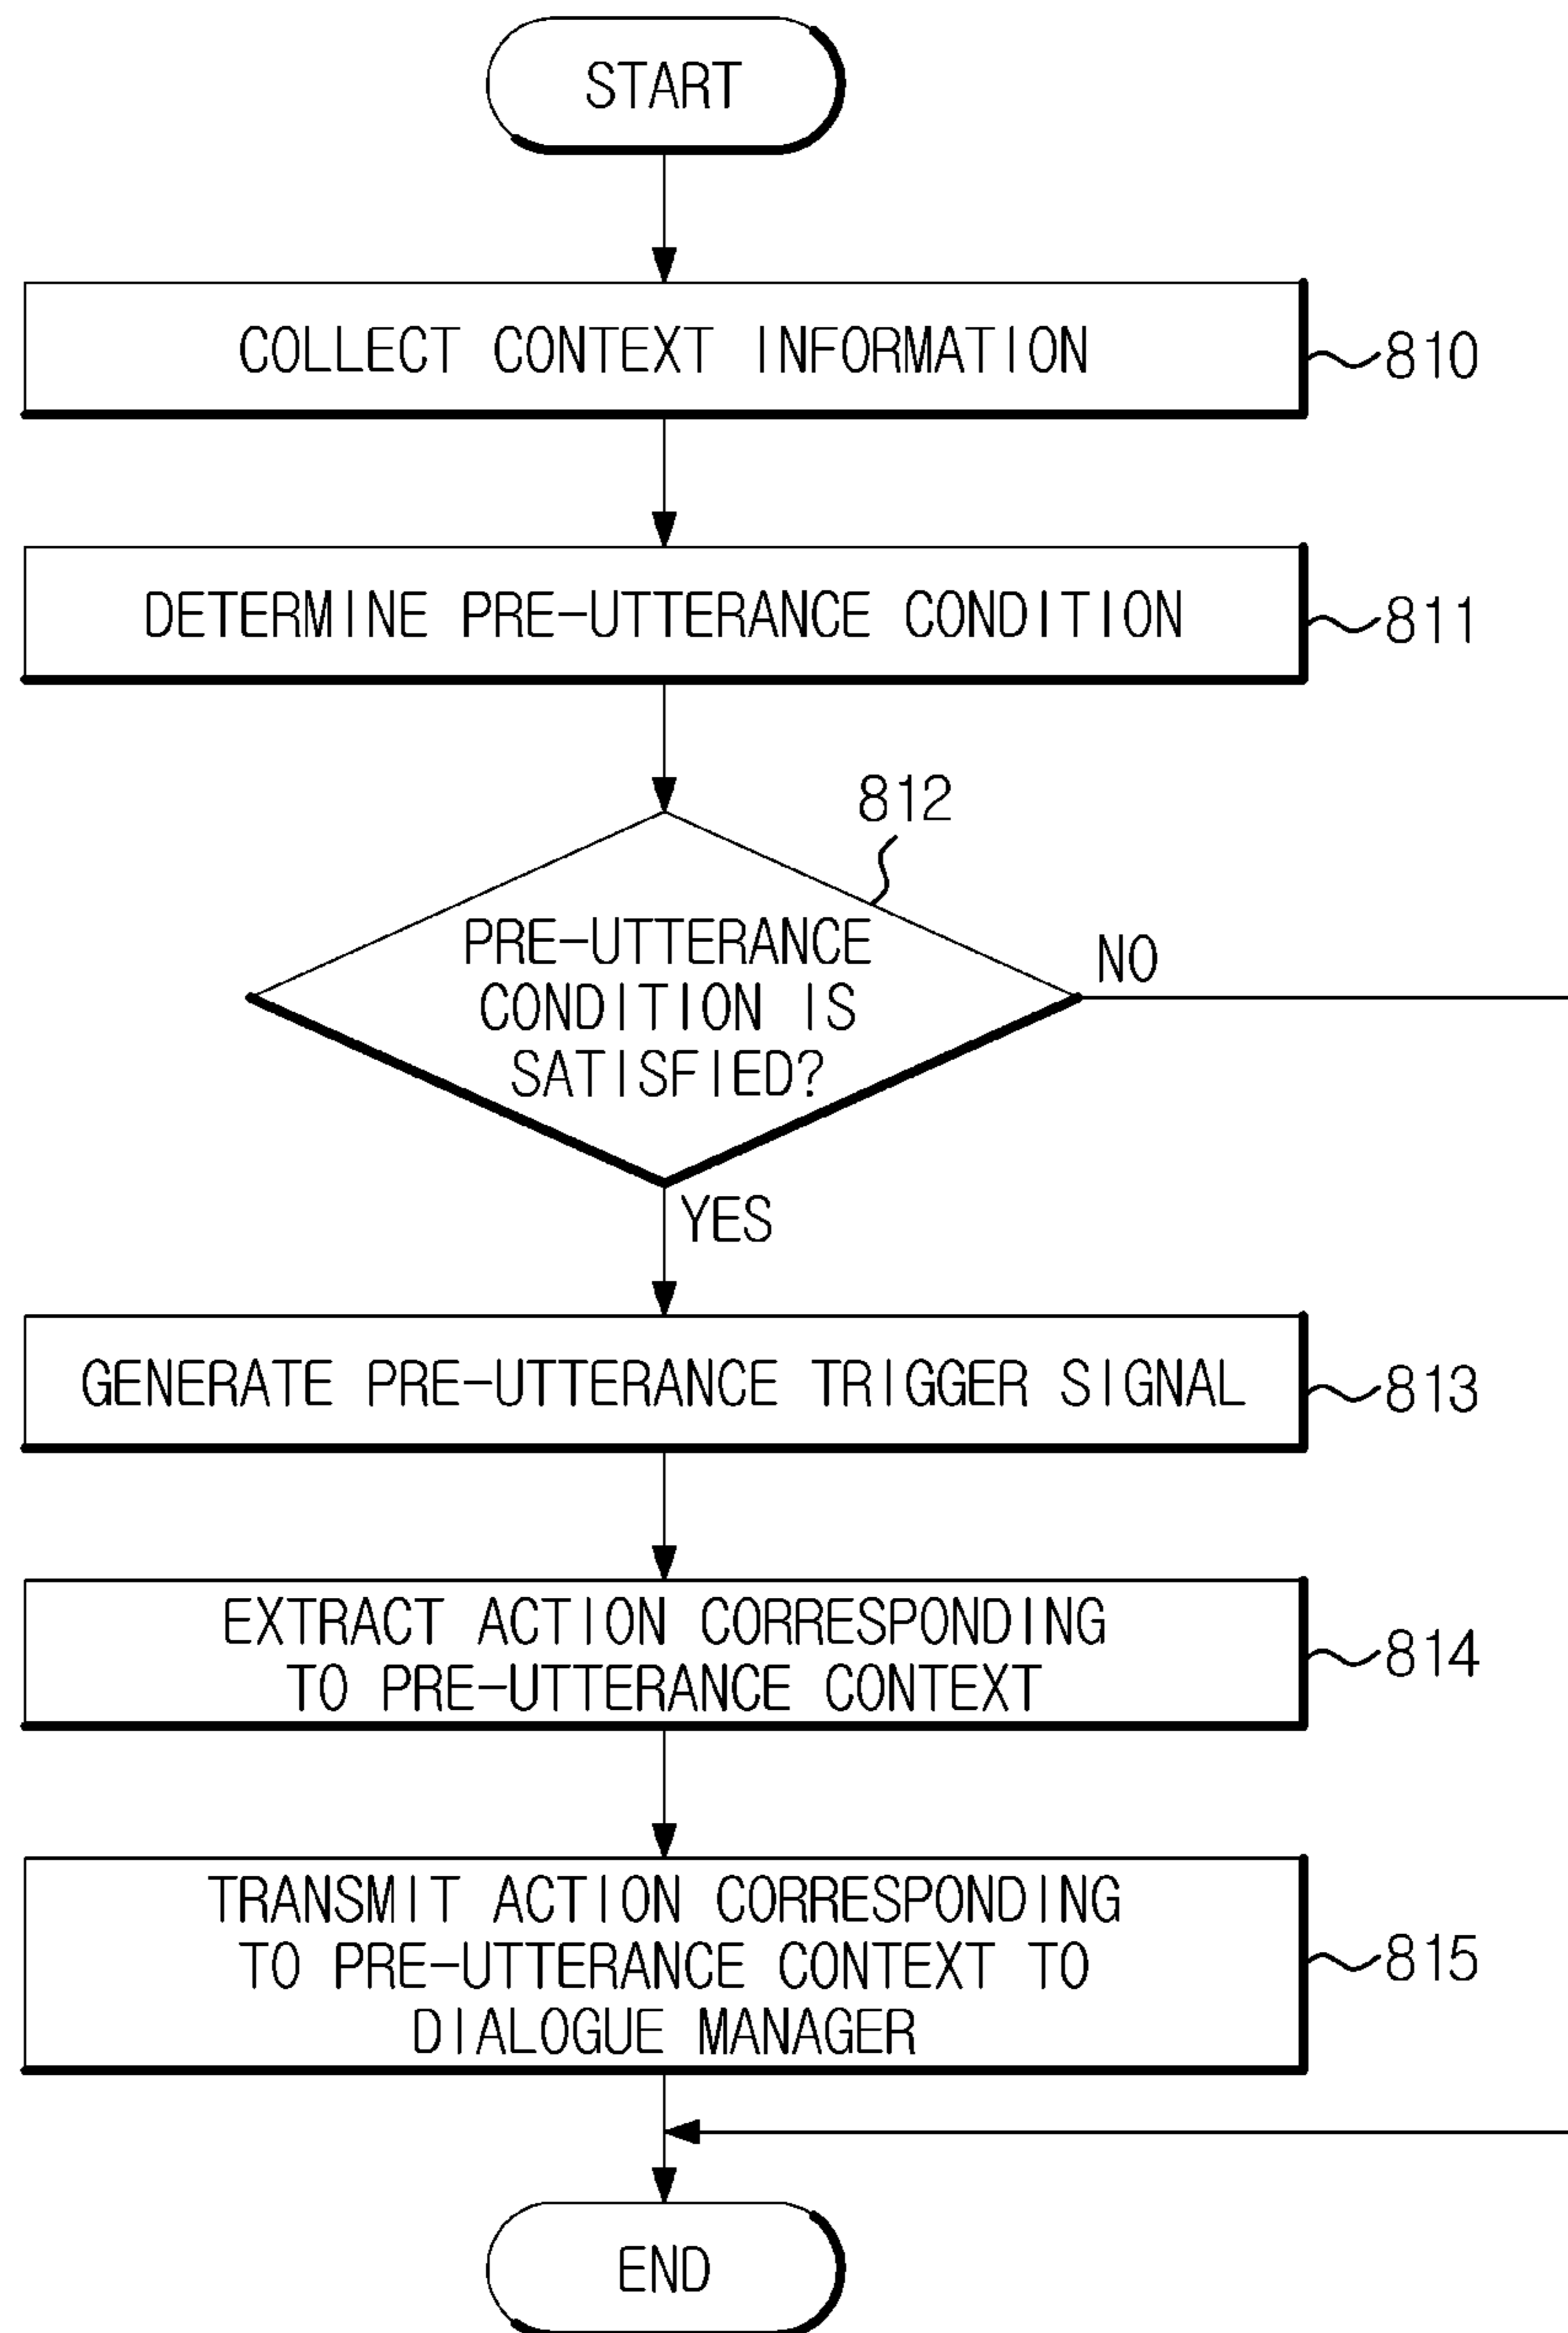 START
COLLECT CONTEXT INFORMATION
810
DETERMINE PRE-UTTERANCE CONDITION
811
812
PRE-UTTERANCE
CONDITION IS
SATISFIED?
NO
YES
GENERATE PRE-UTTERANCE TRIGGER SIGNAL
813
EXTRACT ACTION CORRESPONDING
TO PRE-UTTERANCE CONTEXT
814
TRANSMIT ACTION CORRESPONDING
TO PRE-UTTERANCE CONTEXT TO
DIALOGUE MANAGER
815
END